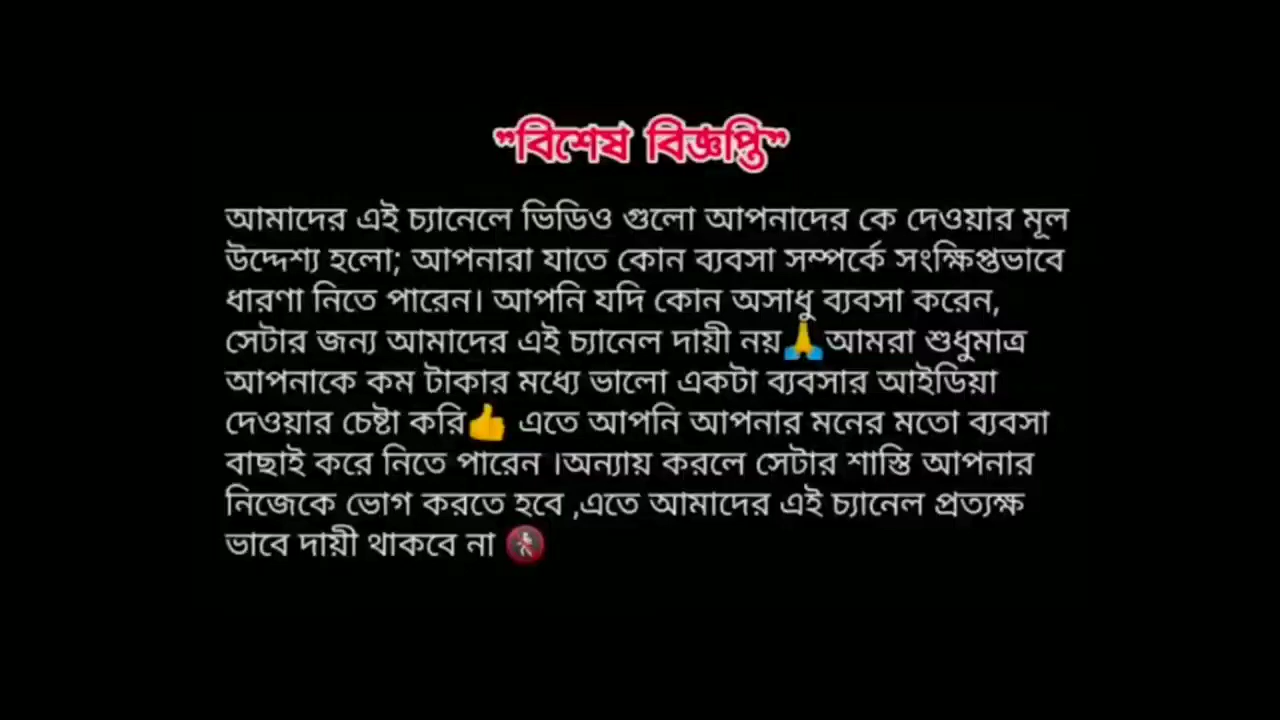 "বিশেষ বিজ্ঞপ্তি"
আমাদের এই চ্যানেলে ভিডিও গুলো আপনাদের কে দেওয়ার মূল
উদ্দেশ্য হলো; আপনারা যাতে কোন ব্যবসা সম্পর্কে সংক্ষিপ্তভাবে
ধারণা নিতে পারেন। আপনি যদি কোন অসাধু ব্যবসা করেন,
সেটার জন্য আমাদের এই চ্যানেল দায়ী নয়🙏আমরা শুধুমাত্র
আপনাকে কম টাকার মধ্যে ভালো একটা ব্যবসার আইডিয়া
দেওয়ার চেষ্টা করি👍 এতে আপনি আপনার মনের মতো ব্যবসা
বাছাই করে নিতে পারেন ।অন্যায় করলে সেটার শাস্তি আপনার
নিজেকে ভোগ করতে হবে ,এতে আমাদের এই চ্যানেল প্রত্যক্ষ
ভাবে দায়ী থাকবে না 🚷